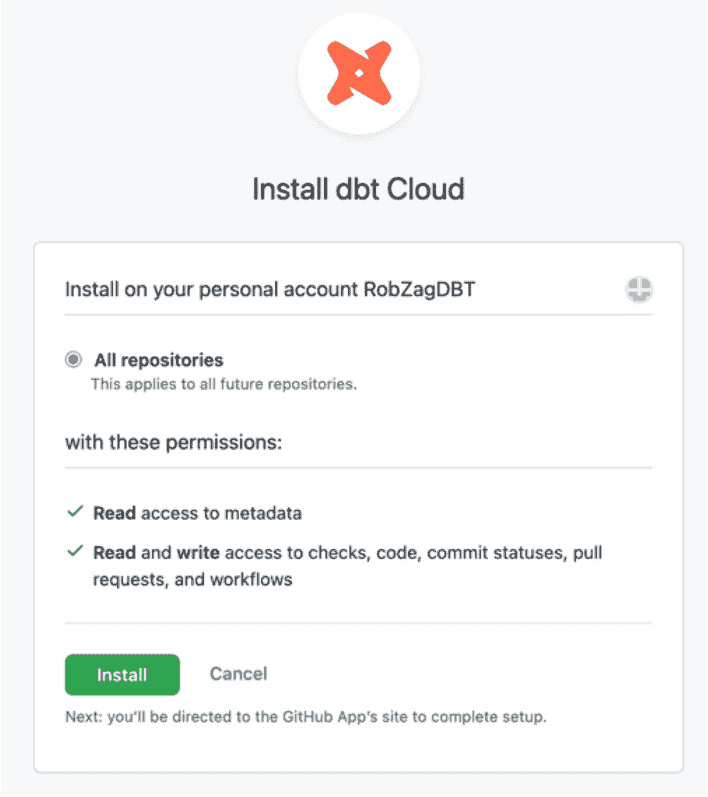 Install dbt Cloud
Install on your personal account RobZagDBT
All repositories
This applies to all future repositories.
with these permissions:
Read access to metadata
Read and write access to checks, code, commit statuses, pull
requests, and workflows
Install
Cancel
Next: you'll be directed to the GitHub App's site to complete setup.